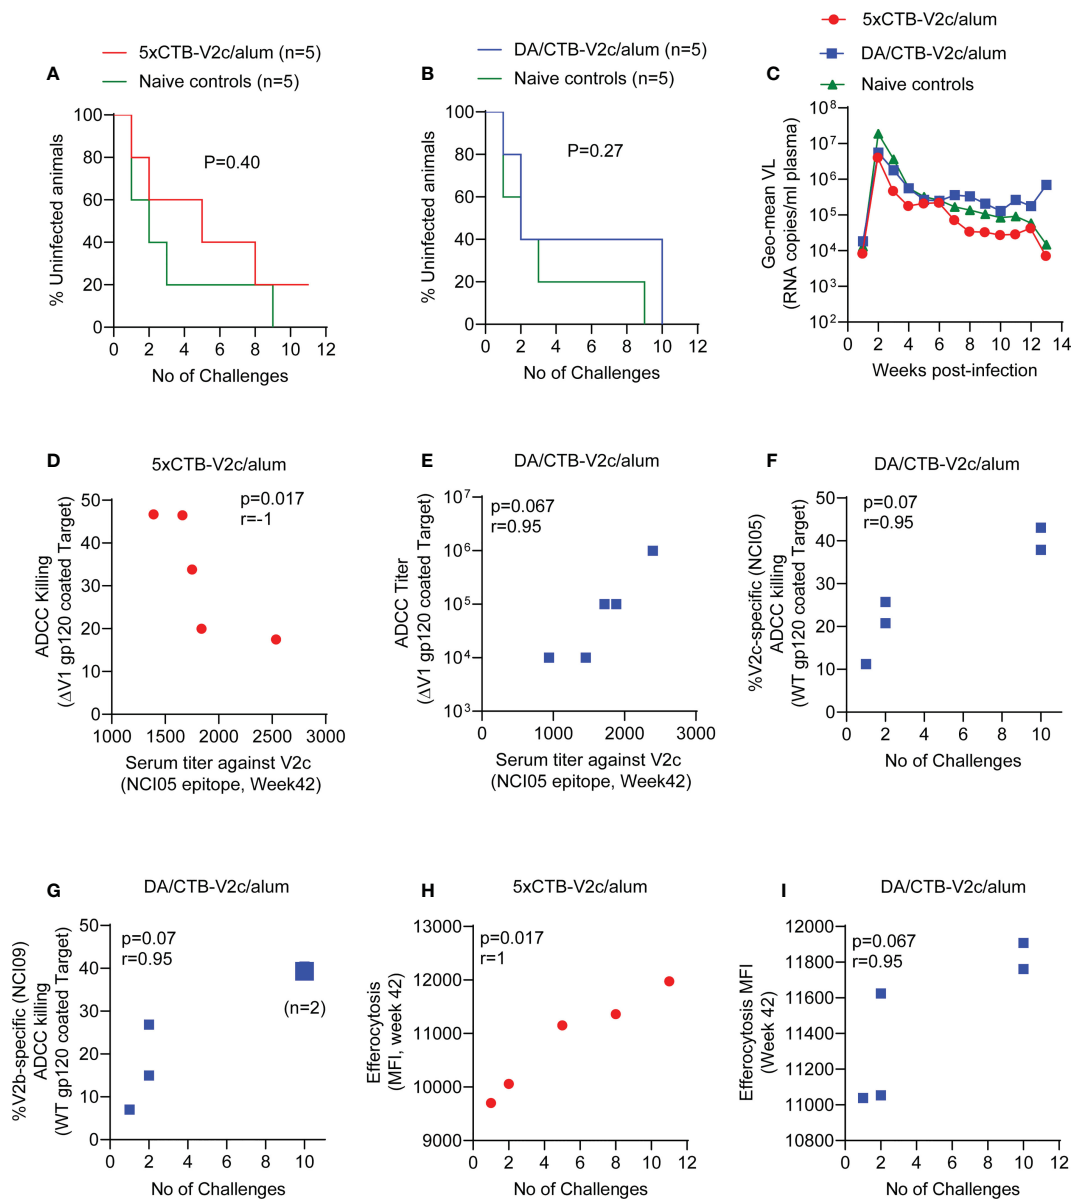 A
5xCTB-V2c/alum (n=5)
Naive controls (n=5)
P=0.40
% Uninfected animals
100
80
60
40
20
0
0 2 4 6 8 10 12
No of Challenges
B
DA/CTB-V2c/alum (n=5)
Naive controls (n=5)
P=0.27
% Uninfected animals
100
80
60
40
20
0
0 2 4 6 8 10 12
No of Challenges
C
5xCTB-V2c/alum
DA/CTB-V2c/alum
Naive controls
Geo-mean VL
(RNA copies/ml plasma)
10⁸
10⁷
10⁶
10⁵
10⁴
10³
10²
0 2 4 6 8 10 12 14
Weeks post-infection
D
5xCTB-V2c/alum
p=0.017
r=-1
ADCC Killing
(ΔV1 gp120 coated Target)
50
40
30
20
10
0
1000 1500 2000 2500 3000
Serum titer against V2c
(NCI05 epitope, Week42)
E
DA/CTB-V2c/alum
p=0.067
r=0.95
ADCC Titer
(ΔV1 gp120 coated Target)
10⁷
10⁶
10⁵
10⁴
10³
0 1000 2000 3000
Serum titer against V2c
(NCI05 epitope, Week42)
F
DA/CTB-V2c/alum
p=0.07
r=0.95
%V2c-specific (NCI05)
ADCC killing
(WT gp120 coated Target)
50
40
30
20
10
0
0 2 4 6 8 10
No of Challenges
G
DA/CTB-V2c/alum
p=0.07
r=0.95
(n=2)
%V2b-specific (NCI09)
ADCC killing
(WT gp120 coated Target)
50
40
30
20
10
0
0 2 4 6 8 10
No of Challenges
H
5xCTB-V2c/alum
p=0.017
r=1
Efferocytosis
(MFI, week 42)
13000
12000
11000
10000
9000
0 2 4 6 8 10 12
No of Challenges
I
DA/CTB-V2c/alum
p=0.067
r=0.95
Efferocytosis MFI
(Week 42)
12000
11800
11600
11400
11200
11000
10800
0 2 4 6 8 10 12
No of Challenges